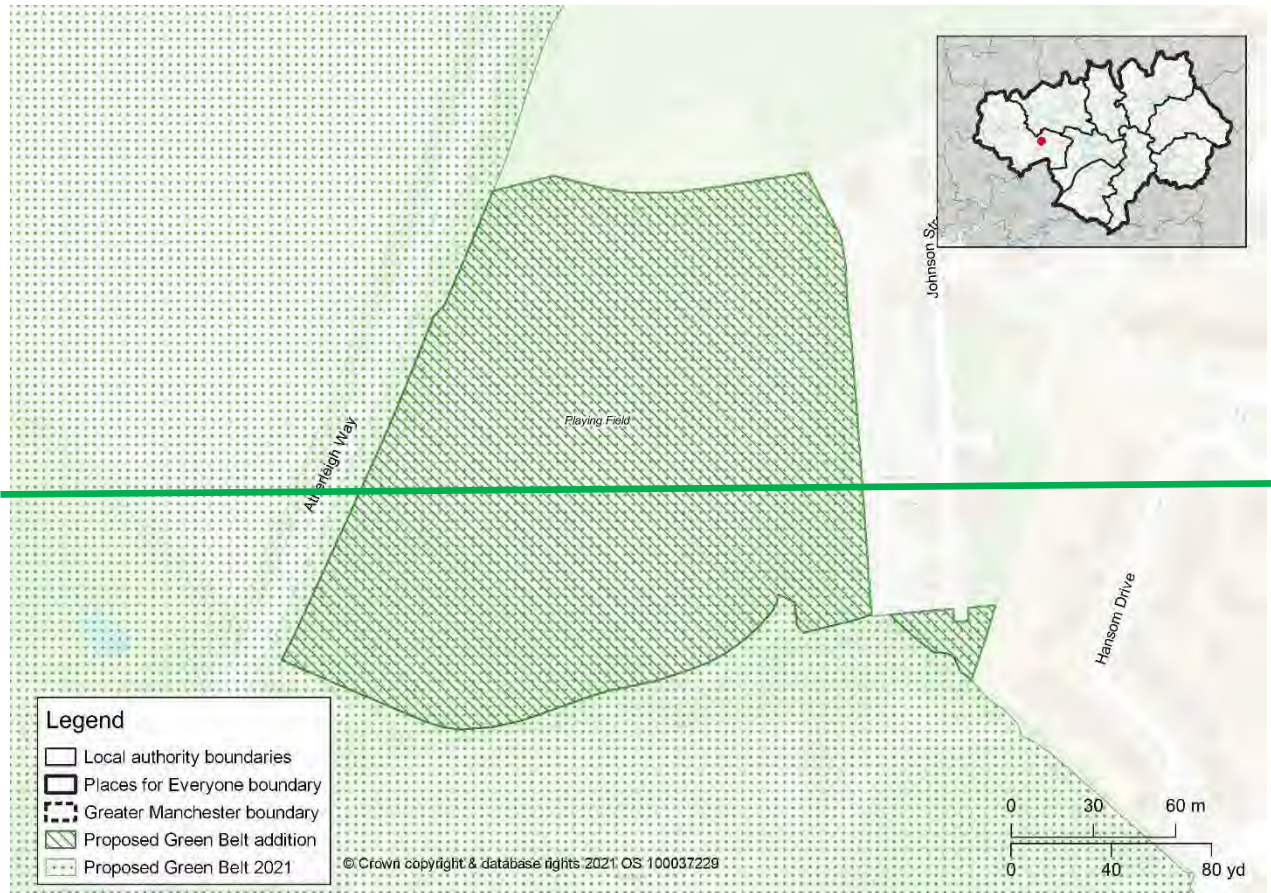 Johnson St
Playing Field
Atherleigh Way
Hansom Drive
Legend
Local authority boundaries
Places for Everyone boundary
Greater Manchester boundary
Proposed Green Belt addition
Proposed Green Belt 2021
© Crown copyright & database rights 2021 OS 100037229
0 30 60 m
0 40 80 yd